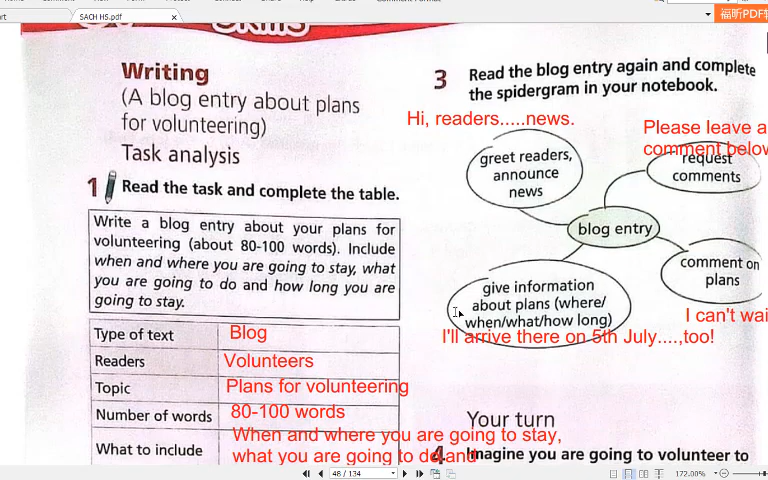 SACH HS.pdf
×
福昕PDF
Skills
Writing
(A blog entry about plans
for volunteering)
Task analysis
1 Read the task and complete the table.
Write a blog entry about your plans for
volunteering (about 80-100 words). Include
when and where you are going to stay, what
you are going to do and how long you are
going to stay.
Type of text Blog
Readers Volunteers
Topic Plans for volunteering
Number of words 80-100 words
What to include When and where you are going to stay,
what you are going to do and
3 Read the blog entry again and complete
the spidergram in your notebook.
Hi, readers.....news.
greet readers,
announce
news
Please leave a
comment below
request
comments
blog entry
comment on
plans
I can't wai
give information
about plans (where/
when/what/how long)
I'll arrive there on 5th July....,too!
Your turn
4 Imagine you are going to volunteer to
48 / 134
172.00%